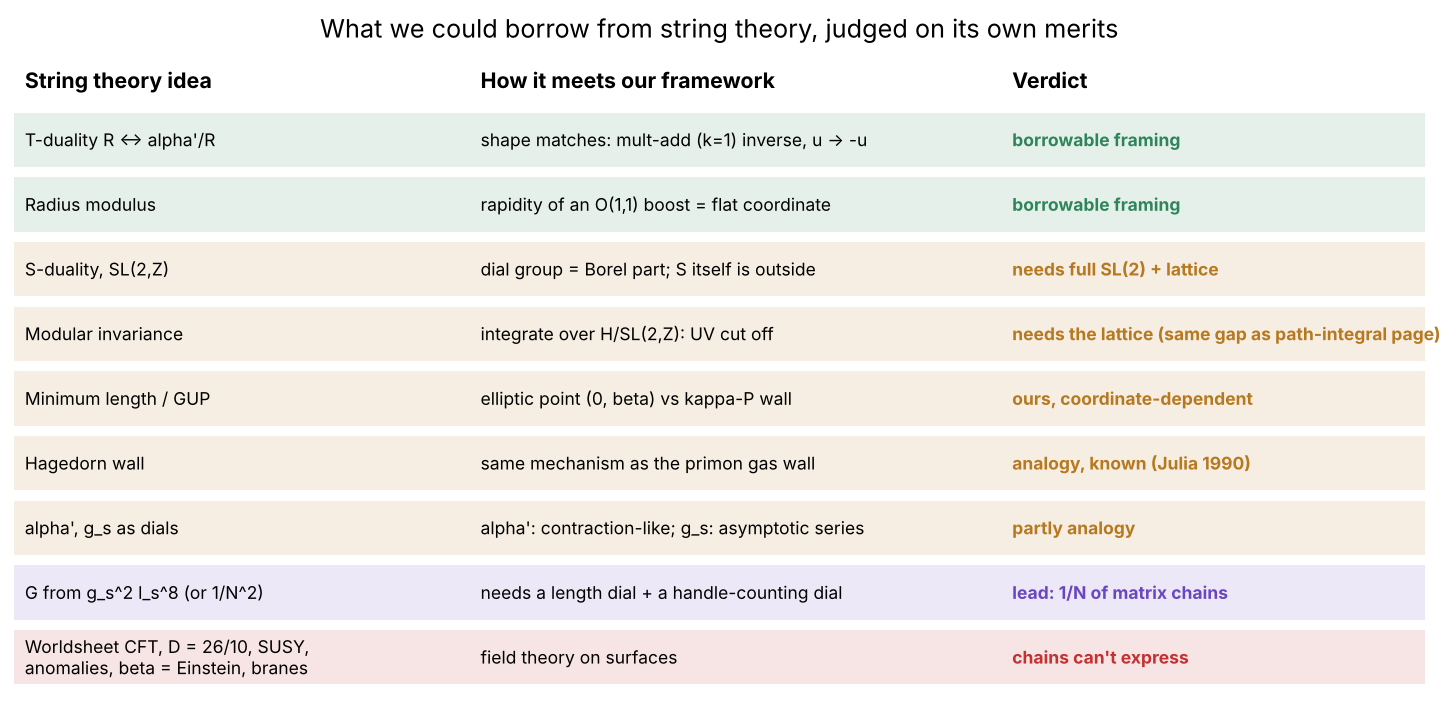 What we could borrow from string theory, judged on its own merits
String theory idea How it meets our framework Verdict
T-duality R ↔ alpha'/R shape matches: mult-add (k=1) inverse, u → -u borrowable framing
Radius modulus rapidity of an O(1,1) boost = flat coordinate borrowable framing
S-duality, SL(2,Z) dial group = Borel part; S itself is outside needs full SL(2) + lattice
Modular invariance integrate over H/SL(2,Z): UV cut off needs the lattice (same gap as path-integral page)
Minimum length / GUP elliptic point (0, beta) vs kappa-P wall ours, coordinate-dependent
Hagedorn wall same mechanism as the primon gas wall analogy, known (Julia 1990)
alpha', g_s as dials alpha': contraction-like; g_s: asymptotic series partly analogy
G from g_s^2 l_s^8 (or 1/N^2) needs a length dial + a handle-counting dial lead: 1/N of matrix chains
Worldsheet CFT, D = 26/10, SUSY,
anomalies, beta = Einstein, branes field theory on surfaces chains can't express